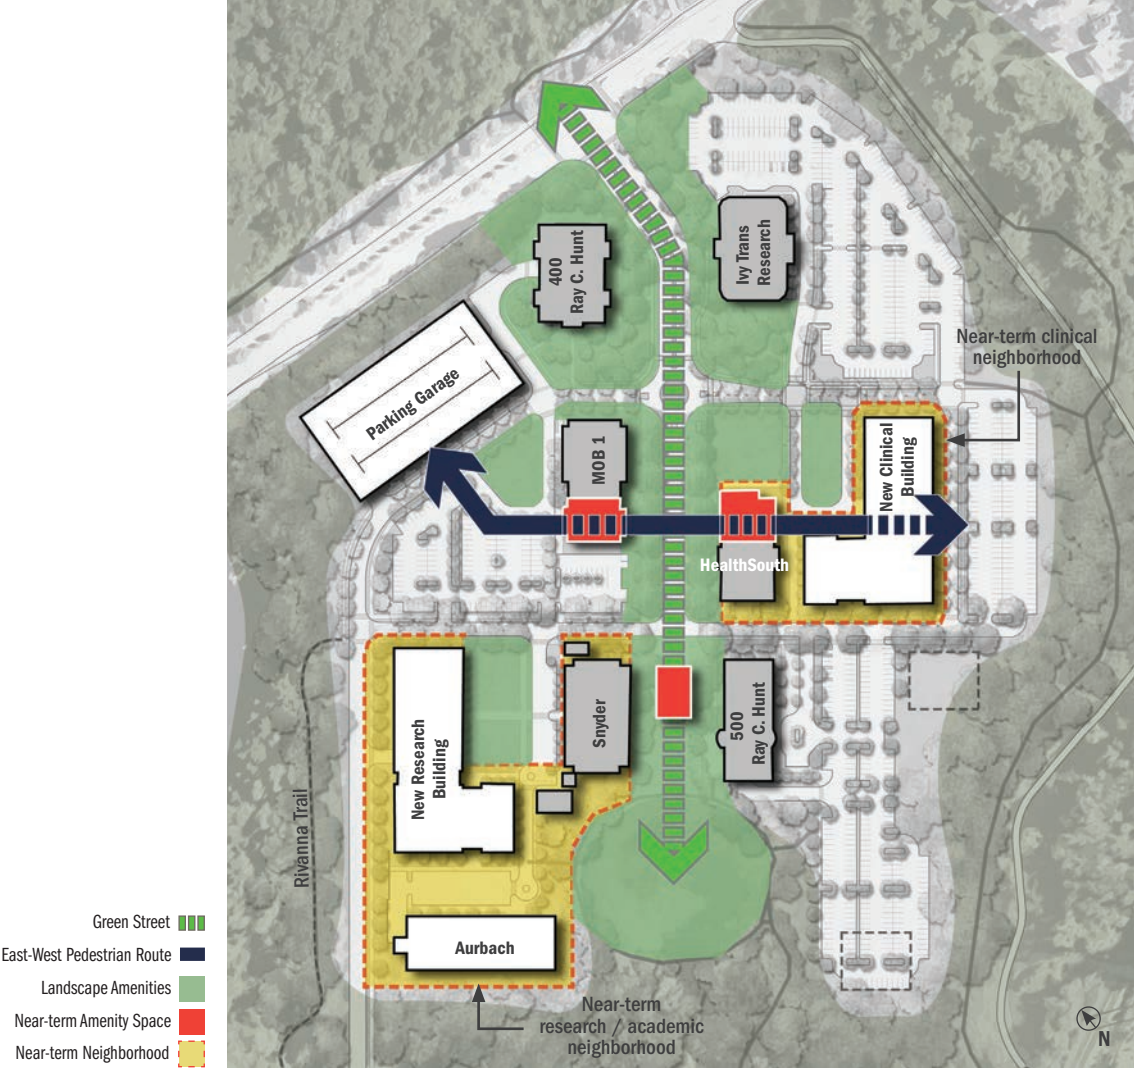 400
Ray C. Hunt
Ivy Trans
Research
Near-term clinical
neighborhood
Parking Garage
MOB 1
New Clinical
Building
HealthSouth
Snyder
500
Ray C. Hunt
New Research
Building
Rivanna Trail
Aurbach
Near-term
research / academic
neighborhood
N
Green Street
East-West Pedestrian Route
Landscape Amenities
Near-term Amenity Space
Near-term Neighborhood